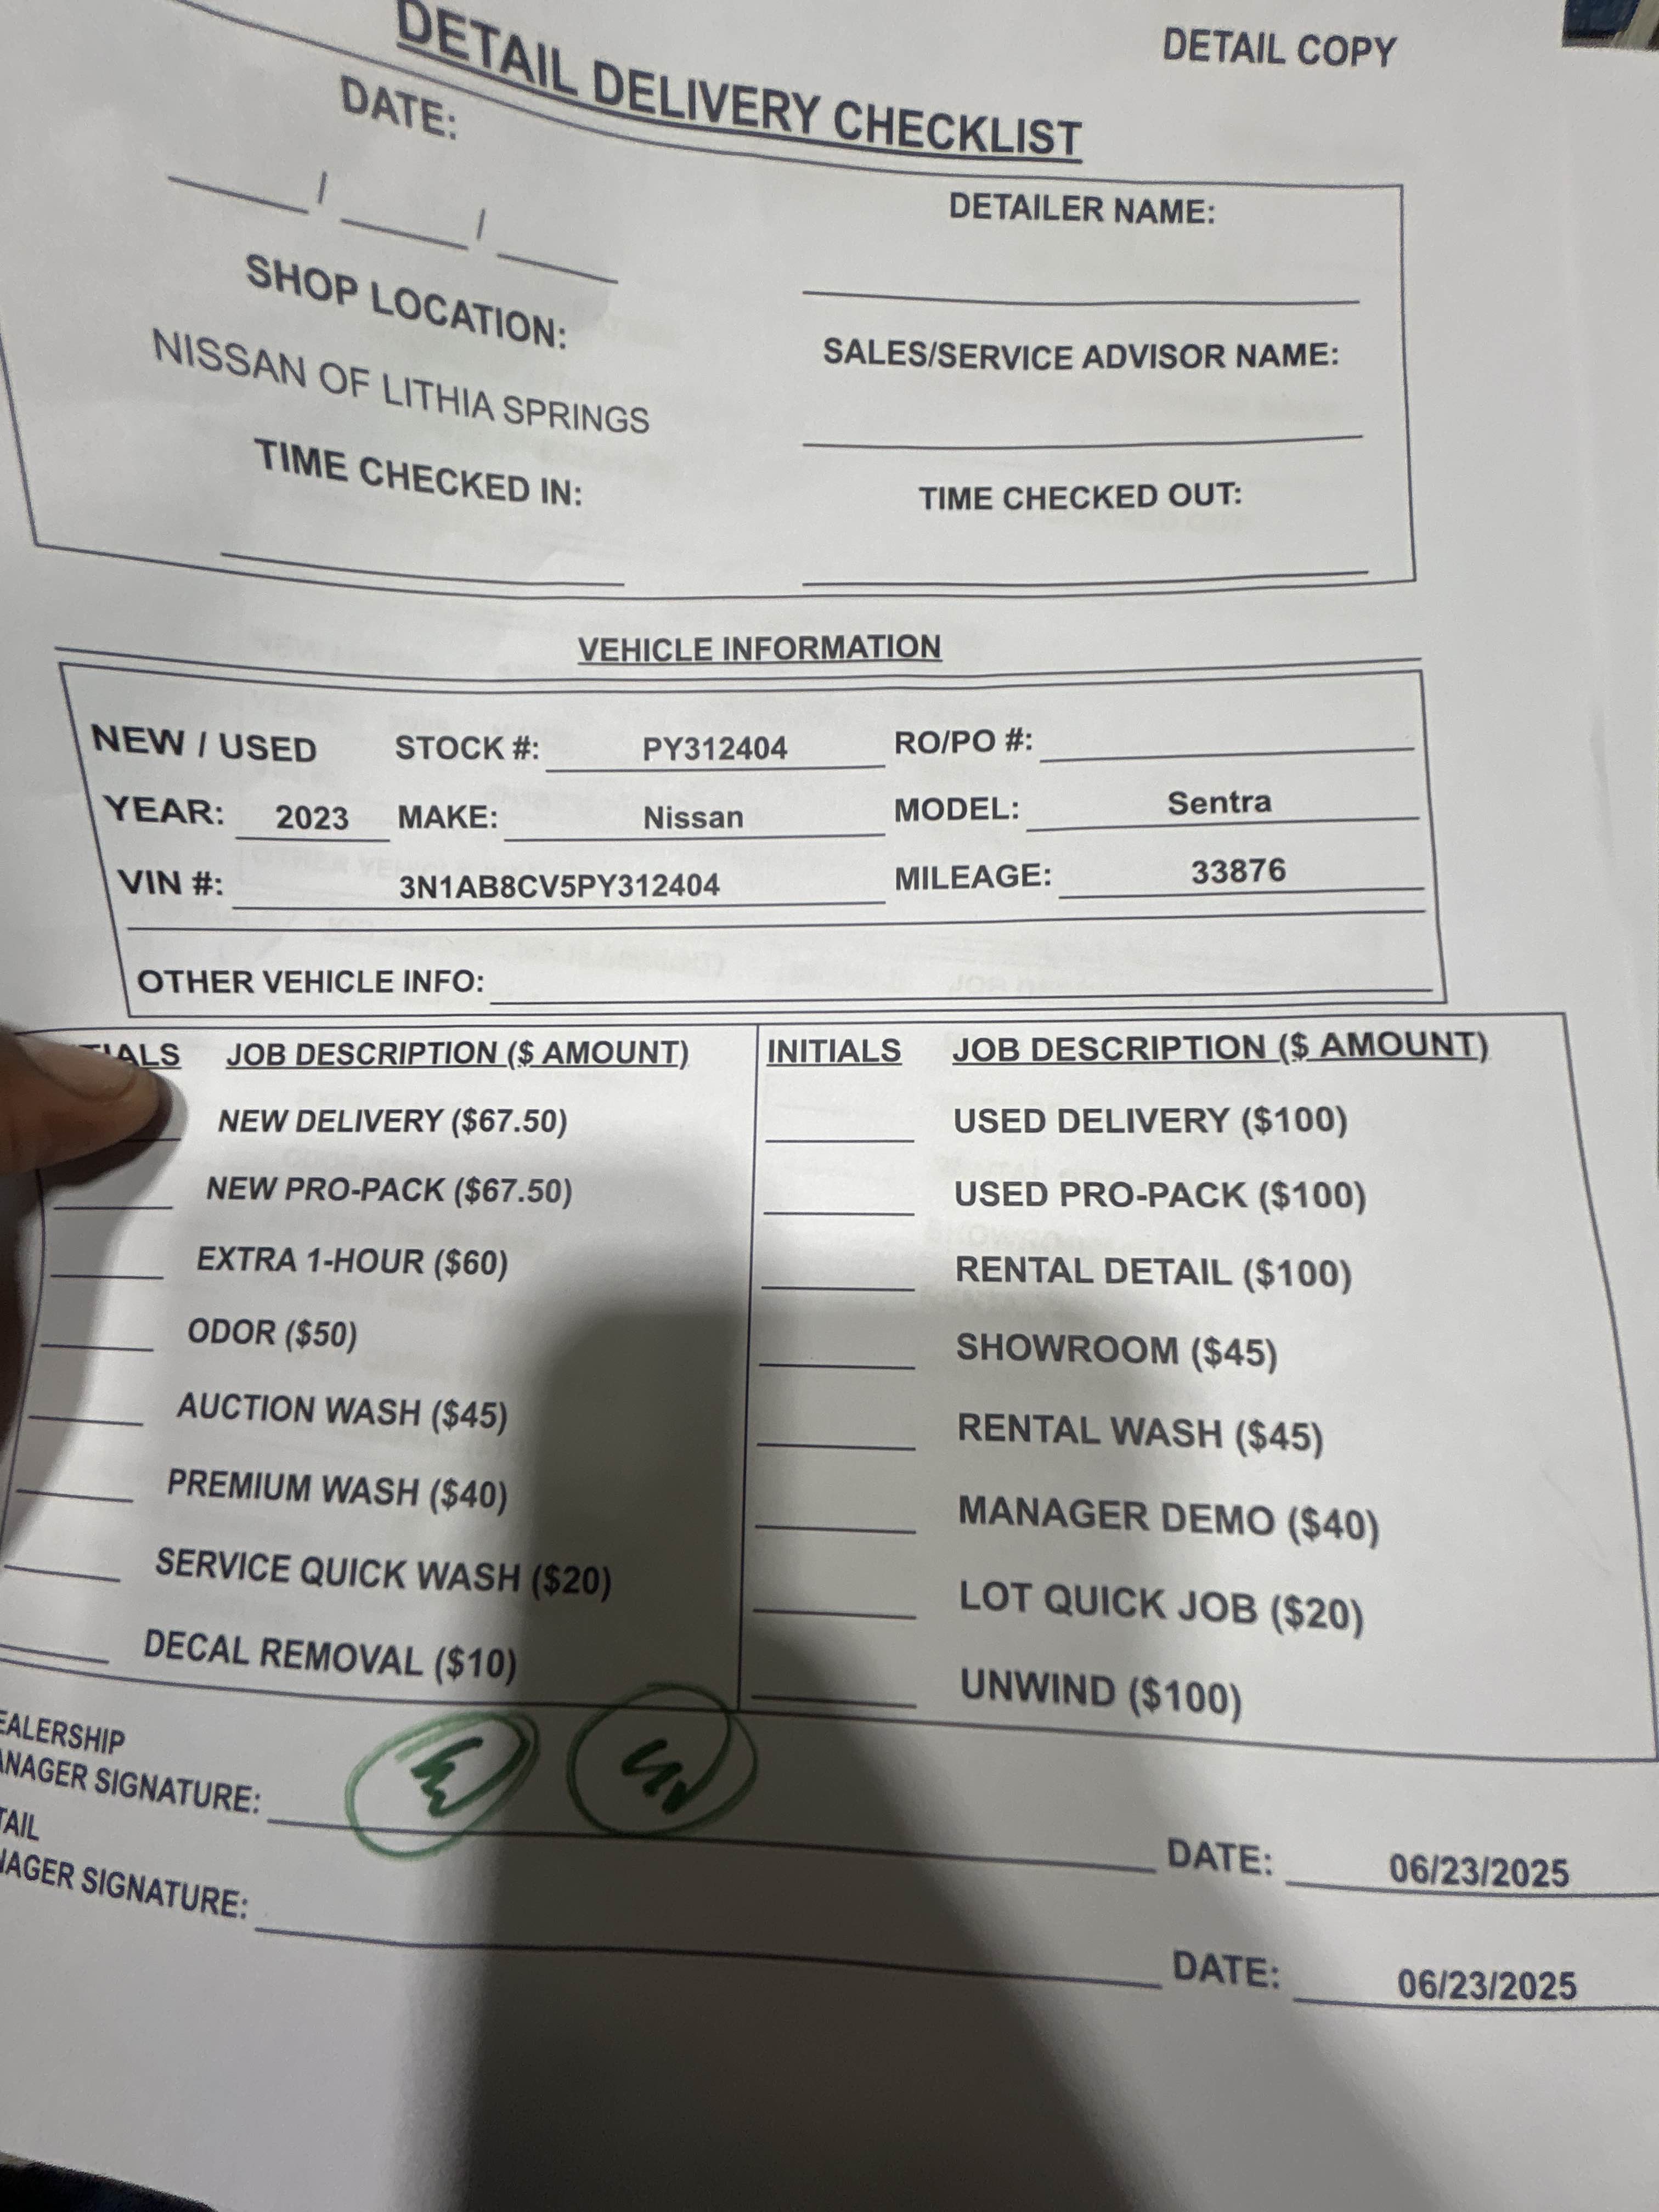 DETAIL COPY
DETAIL DELIVERY CHECKLIST
DATE:
____/____/____
DETAILER NAME:
SHOP LOCATION:
NISSAN OF LITHIA SPRINGS
SALES/SERVICE ADVISOR NAME:
TIME CHECKED IN:
TIME CHECKED OUT:
VEHICLE INFORMATION
NEW / USED STOCK #: PY312404 RO/PO #:
YEAR: 2023 MAKE: Nissan MODEL: Sentra
VIN #: 3N1AB8CV5PY312404 MILEAGE: 33876
OTHER VEHICLE INFO:
TIALS JOB DESCRIPTION ($ AMOUNT) INITIALS JOB DESCRIPTION ($ AMOUNT)
NEW DELIVERY ($67.50) USED DELIVERY ($100)
NEW PRO-PACK ($67.50) USED PRO-PACK ($100)
EXTRA 1-HOUR ($60) RENTAL DETAIL ($100)
ODOR ($50) SHOWROOM ($45)
AUCTION WASH ($45) RENTAL WASH ($45)
PREMIUM WASH ($40) MANAGER DEMO ($40)
SERVICE QUICK WASH ($20) LOT QUICK JOB ($20)
DECAL REMOVAL ($10) UNWIND ($100)
EALERSHIP
ANAGER SIGNATURE: DATE: 06/23/2025
TAIL
NAGER SIGNATURE: DATE: 06/23/2025